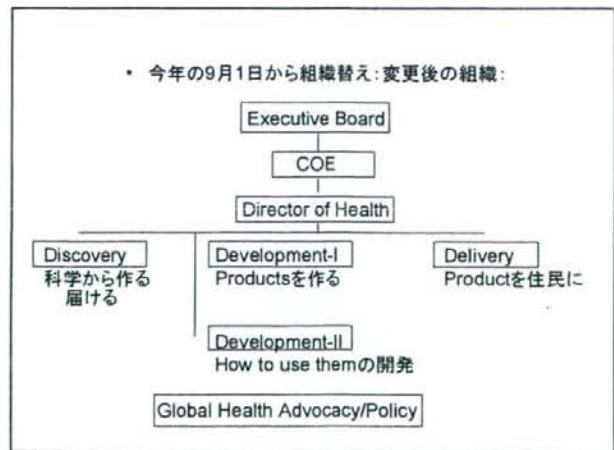 • 今年の9月1日から組織替え:変更後の組織:
Executive Board
COE
Director of Health
Discovery
科学から作る
届ける
Development-I
Productsを作る
Delivery
Productを住民に
Development-II
How to use themの開発
Global Health Advocacy/Policy